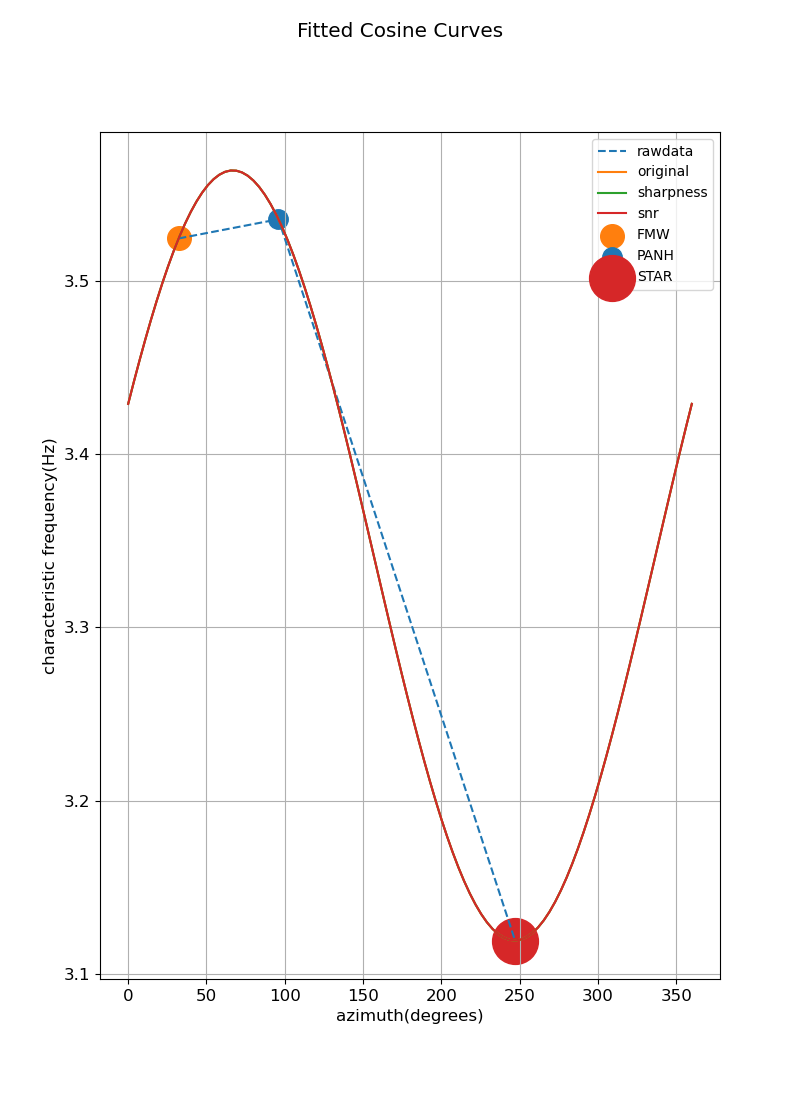 Fitted Cosine Curves
rawdata
original
sharpness
snr
FMW
PANH
STAR
characteristic frequency(Hz)
3.5
3.4
3.3
3.2
3.1
0 50 100 150 200 250 300 350
azimuth(degrees)